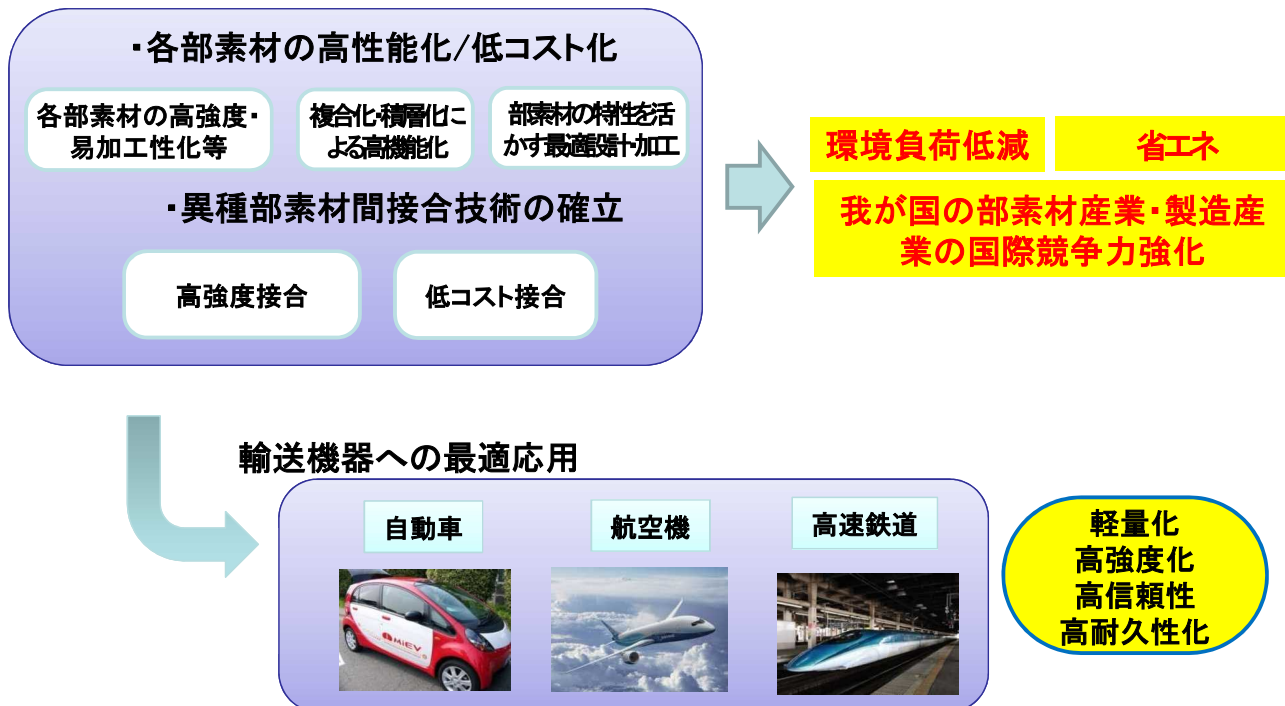 ・各部素材の高性能化/低コスト化
各部素材の高強度・
易加工性化等
複合化・積層化に
よる高機能化
部素材の特性を活
かす最適設計・加工
・異種部素材間接合技術の確立
高強度接合
低コスト接合
環境負荷低減
省エネ
我が国の部素材産業・製造産
業の国際競争力強化
輸送機器への最適応用
自動車
航空機
高速鉄道
MiEV
軽量化
高強度化
高信頼性
高耐久性化